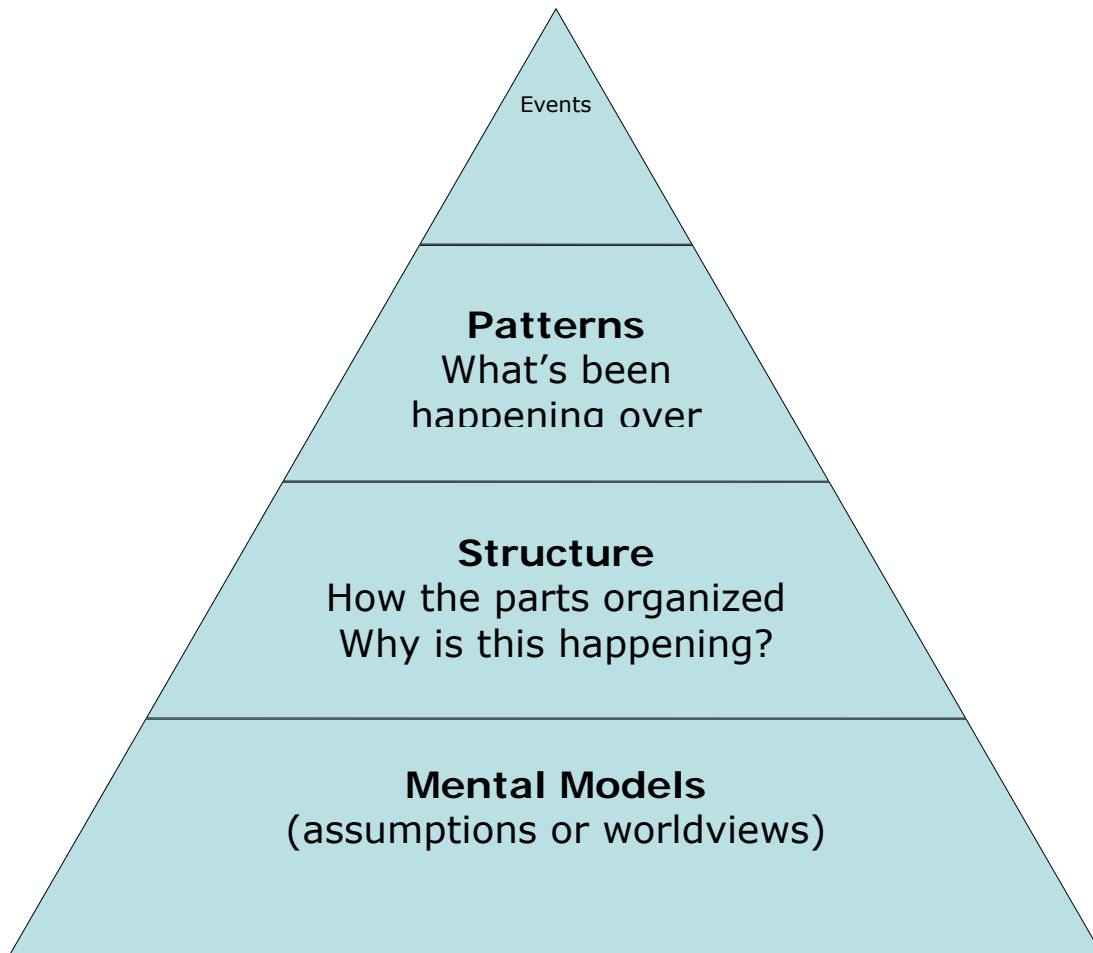 Events
Patterns
What’s been
happening over
Structure
How the parts organized
Why is this happening?
Mental Models
(assumptions or worldviews)